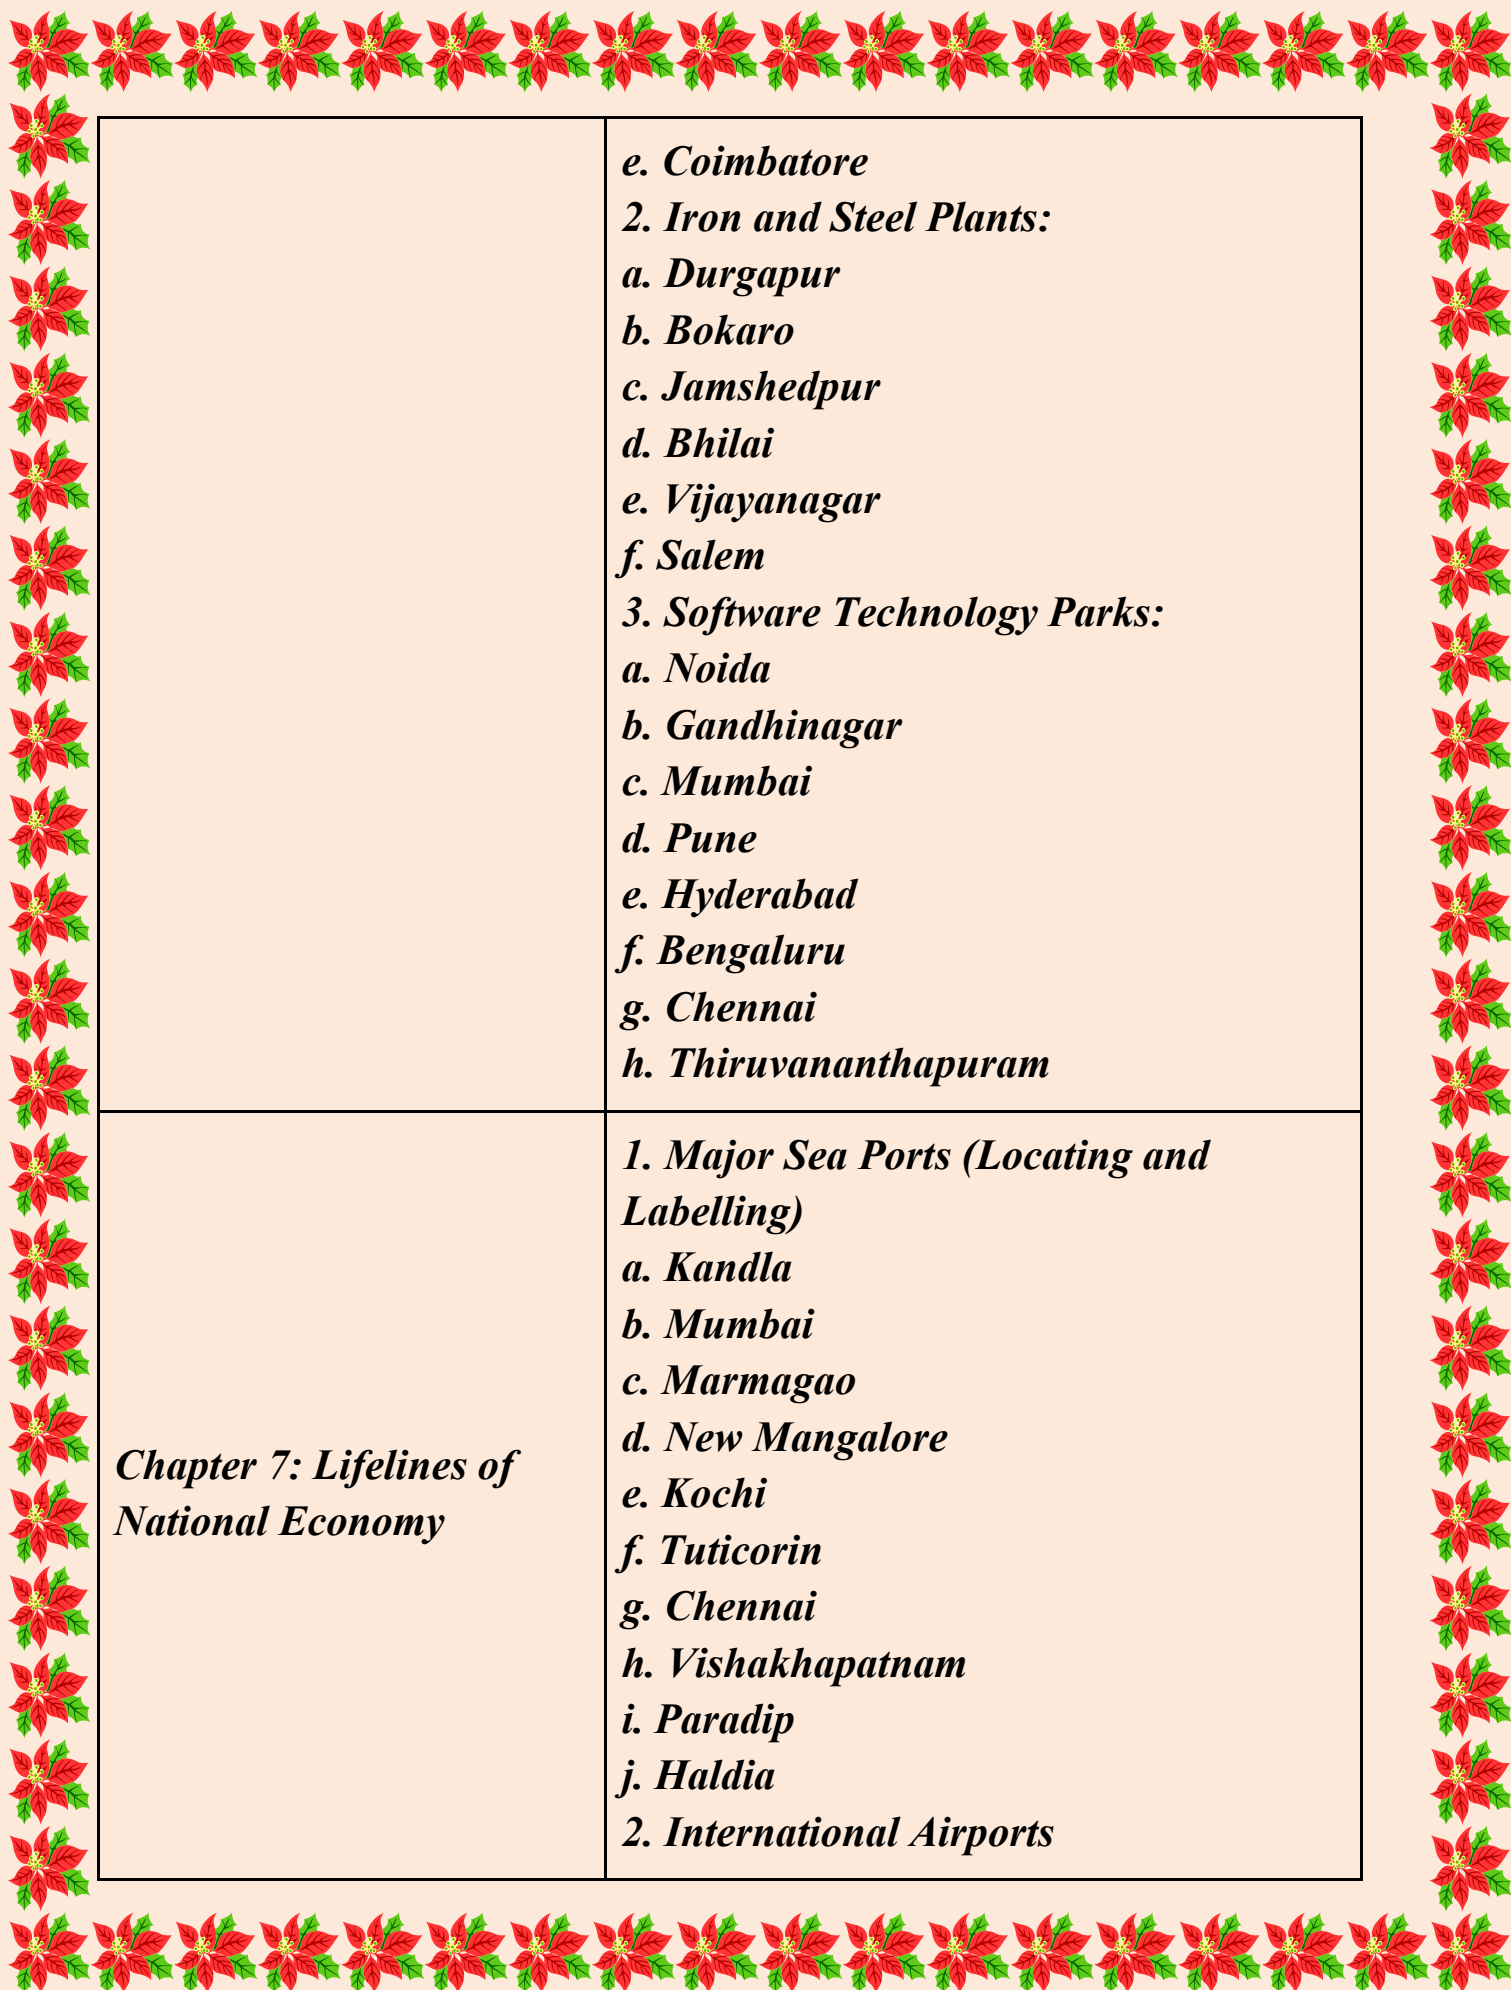 e. Coimbatore
2. Iron and Steel Plants:
a. Durgapur
b. Bokaro
c. Jamshedpur
d. Bhilai
e. Vijayanagar
f. Salem
3. Software Technology Parks:
a. Noida
b. Gandhinagar
c. Mumbai
d. Pune
e. Hyderabad
f. Bengaluru
g. Chennai
h. Thiruvananthapuram
Chapter 7: Lifelines of
National Economy
1. Major Sea Ports (Locating and
Labelling)
a. Kandla
b. Mumbai
c. Marmagao
d. New Mangalore
e. Kochi
f. Tuticorin
g. Chennai
h. Vishakhapatnam
i. Paradip
j. Haldia
2. International Airports